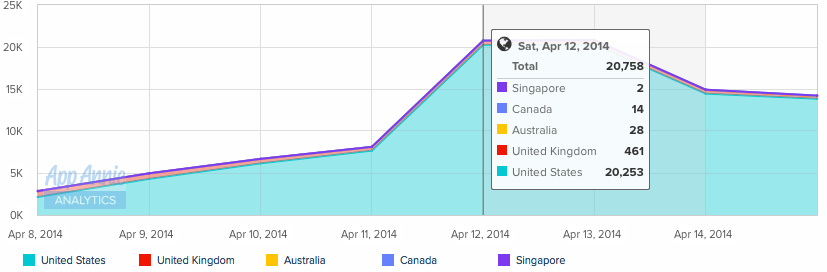 25K
20K
15K
10K
5K
0K
Sat, Apr 12, 2014
Total 20,758
Singapore 2
Canada 14
Australia 28
United Kingdom 461
United States 20,253
App Annie
ANALYTICS
Apr 8, 2014 Apr 9, 2014 Apr 10, 2014 Apr 11, 2014 Apr 12, 2014 Apr 13, 2014 Apr 14, 2014
United States United Kingdom Australia Canada Singapore